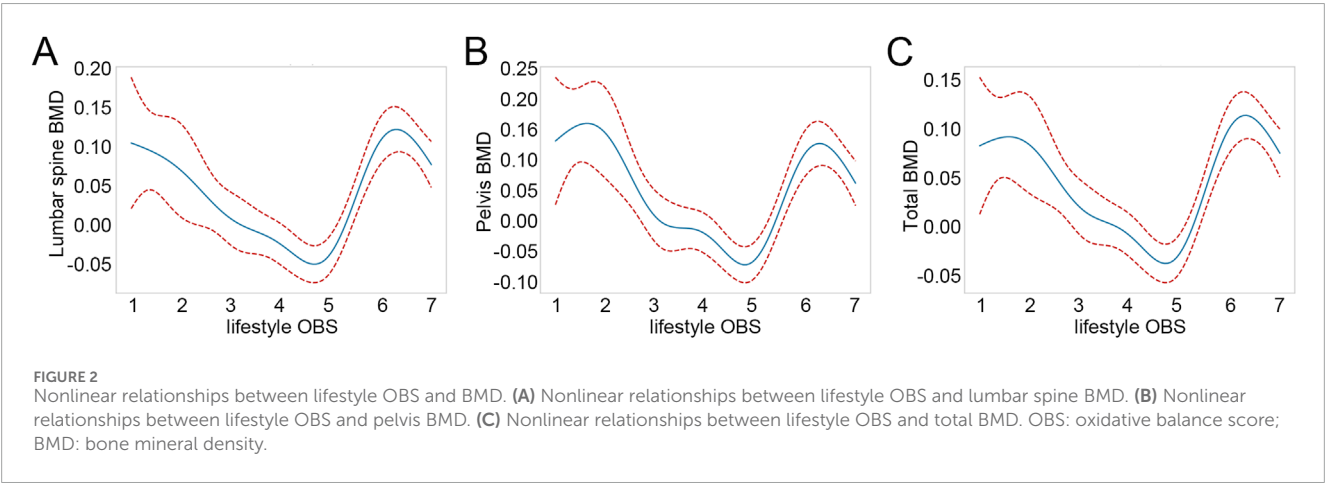 A
B
C
0.20
0.15
0.10
0.05
0.00
-0.05
Lumbar spine BMD
1 2 3 4 5 6 7
lifestyle OBS
0.25
0.20
0.16
0.10
0.05
0.00
-0.05
-0.10
Pelvis BMD
1 2 3 4 5 6 7
lifestyle OBS
0.15
0.10
0.05
0.00
-0.05
Total BMD
1 2 3 4 5 6 7
lifestyle OBS
FIGURE 2
Nonlinear relationships between lifestyle OBS and BMD. (A) Nonlinear relationships between lifestyle OBS and lumbar spine BMD. (B) Nonlinear
relationships between lifestyle OBS and pelvis BMD. (C) Nonlinear relationships between lifestyle OBS and total BMD. OBS: oxidative balance score;
BMD: bone mineral density.